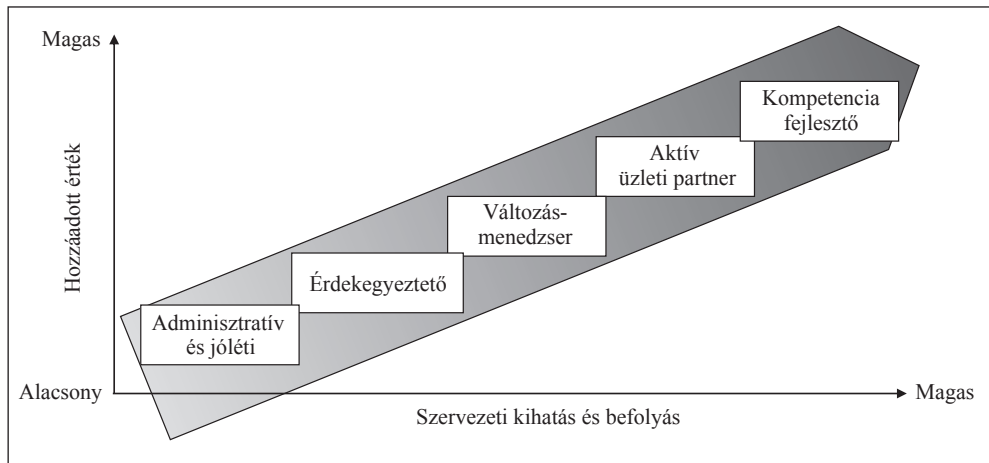 Magas
Kompetencia
fejlesztő
Aktív
üzleti partner
Változás-
menedzser
Érdekegyeztető
Adminisztratív
és jóléti
Hozzáadott érték
Alacsony
Magas
Szervezeti kihatás és befolyás